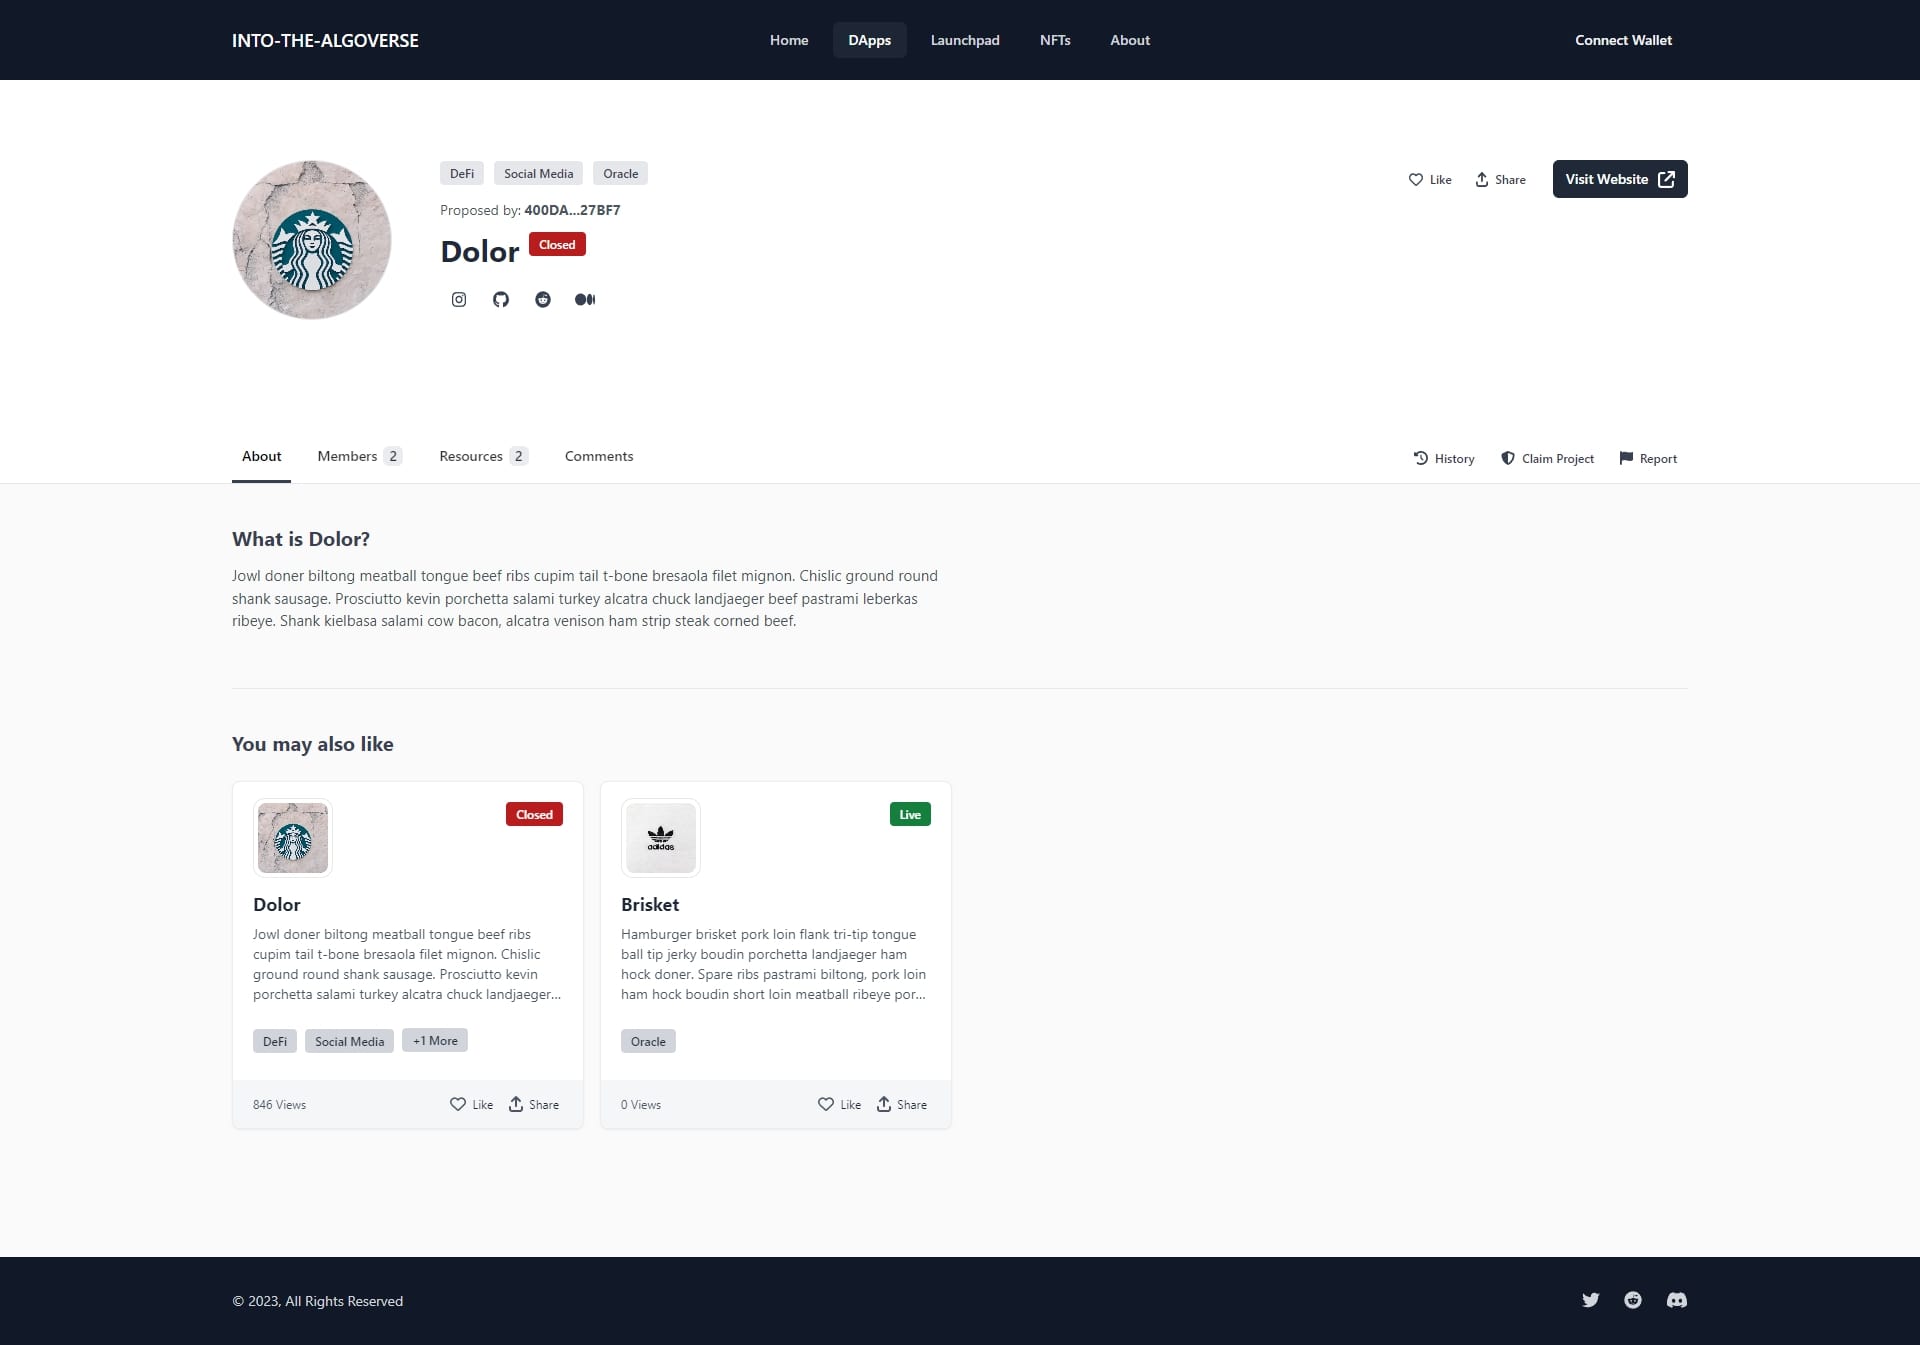 INTO-THE-ALGOVERSE
Home
DApps
Launchpad
NFTs
About
Connect Wallet
DeFi
Social Media
Oracle
Proposed by: 400DA...27BF7
Dolor
Closed
Like
Share
Visit Website
About
Members 2
Resources 2
Comments
History
Claim Project
Report
What is Dolor?
Jowl doner biltong meatball tongue beef ribs cupim tail t-bone bresaola filet mignon. Chislic ground round
shank sausage. Prosciutto kevin porchetta salami turkey alcatra chuck landjaeger beef pastrami leberkas
ribeye. Shank kielbasa salami cow bacon, alcatra venison ham strip steak corned beef.
You may also like
Closed
Dolor
Jowl doner biltong meatball tongue beef ribs
cupim tail t-bone bresaola filet mignon. Chislic
ground round shank sausage. Prosciutto kevin
porchetta salami turkey alcatra chuck landjaeger...
DeFi
Social Media
+1 More
846 Views
Like
Share
adidas
Live
Brisket
Hamburger brisket pork loin flank tri-tip tongue
ball tip jerky boudin porchetta landjaeger ham
hock doner. Spare ribs pastrami biltong, pork loin
ham hock boudin short loin meatball ribeye por...
Oracle
0 Views
Like
Share
© 2023, All Rights Reserved